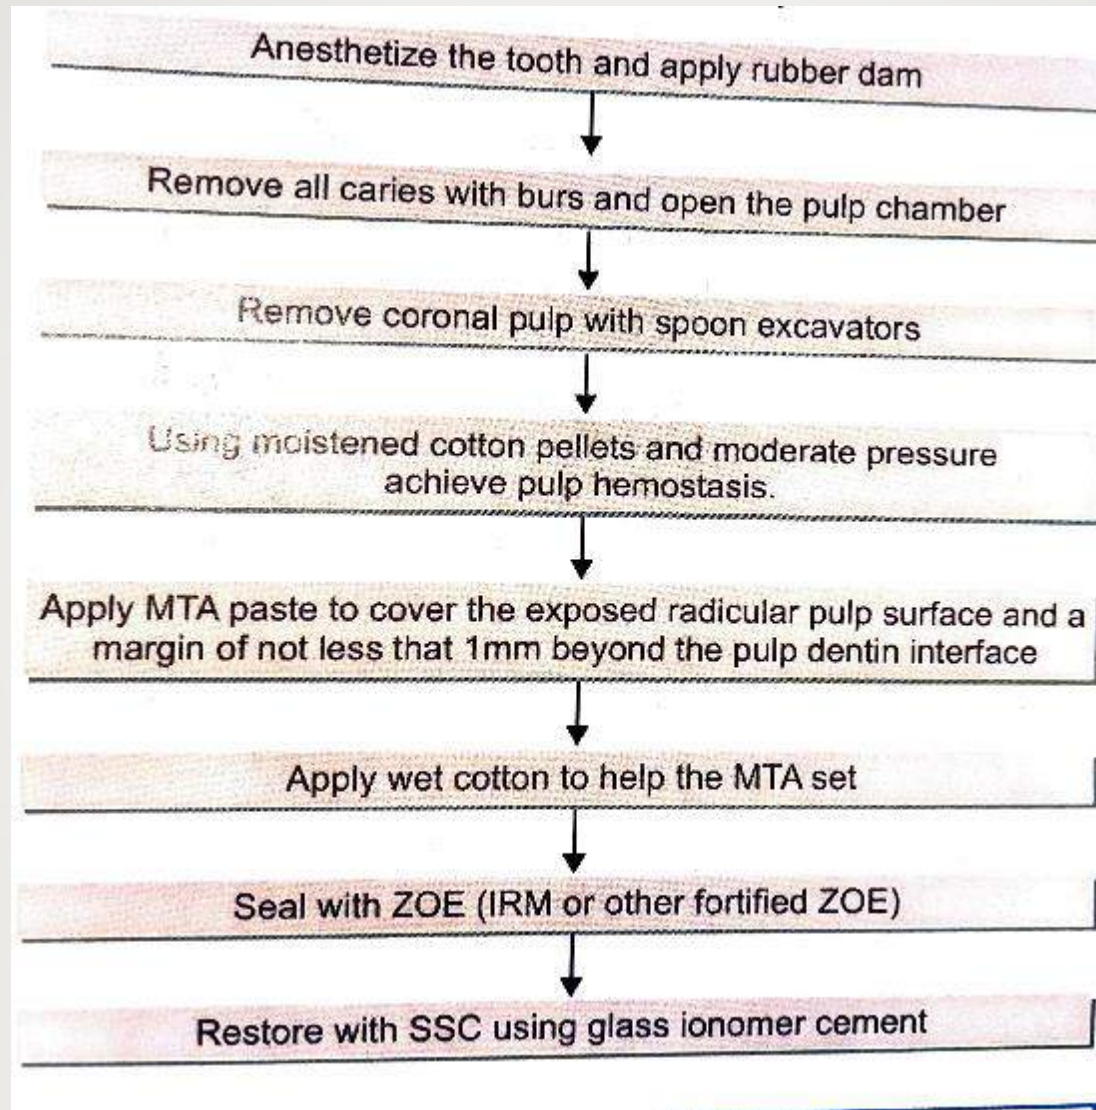 Anesthetize the tooth and apply rubber dam
Remove all caries with burs and open the pulp chamber
Remove coronal pulp with spoon excavators
Using moistened cotton pellets and moderate pressure
achieve pulp hemostasis.
Apply MTA paste to cover the exposed radicular pulp surface and a
margin of not less that 1mm beyond the pulp dentin interface
Apply wet cotton to help the MTA set
Seal with ZOE (IRM or other fortified ZOE)
Restore with SSC using glass ionomer cement